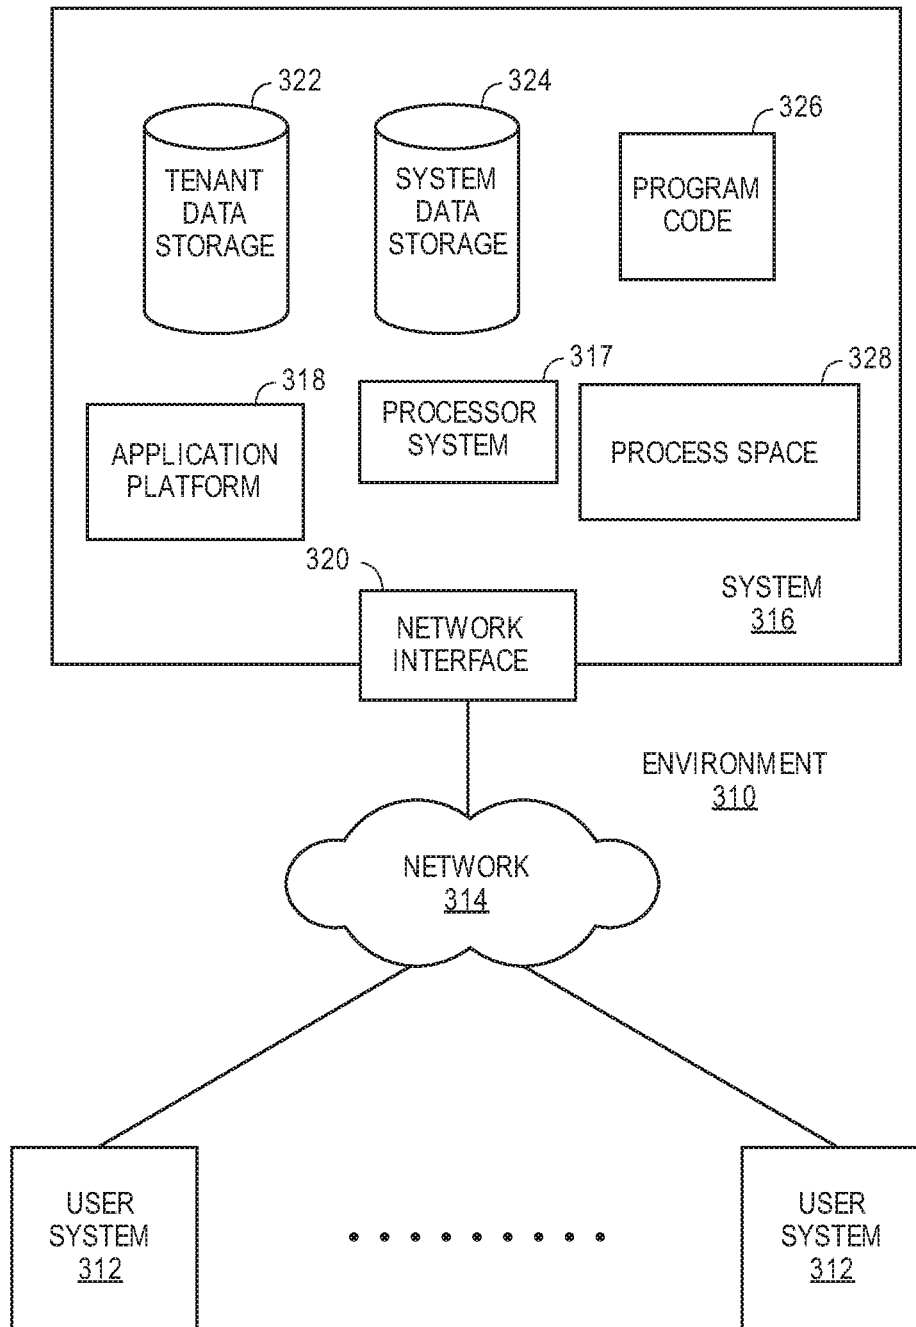 322
324
326
TENANT
DATA
STORAGE
SYSTEM
DATA
STORAGE
PROGRAM
CODE
318
317
328
APPLICATION
PLATFORM
PROCESSOR
SYSTEM
PROCESS SPACE
320
NETWORK
INTERFACE
SYSTEM
316
ENVIRONMENT
310
NETWORK
314
USER
SYSTEM
312
USER
SYSTEM
312